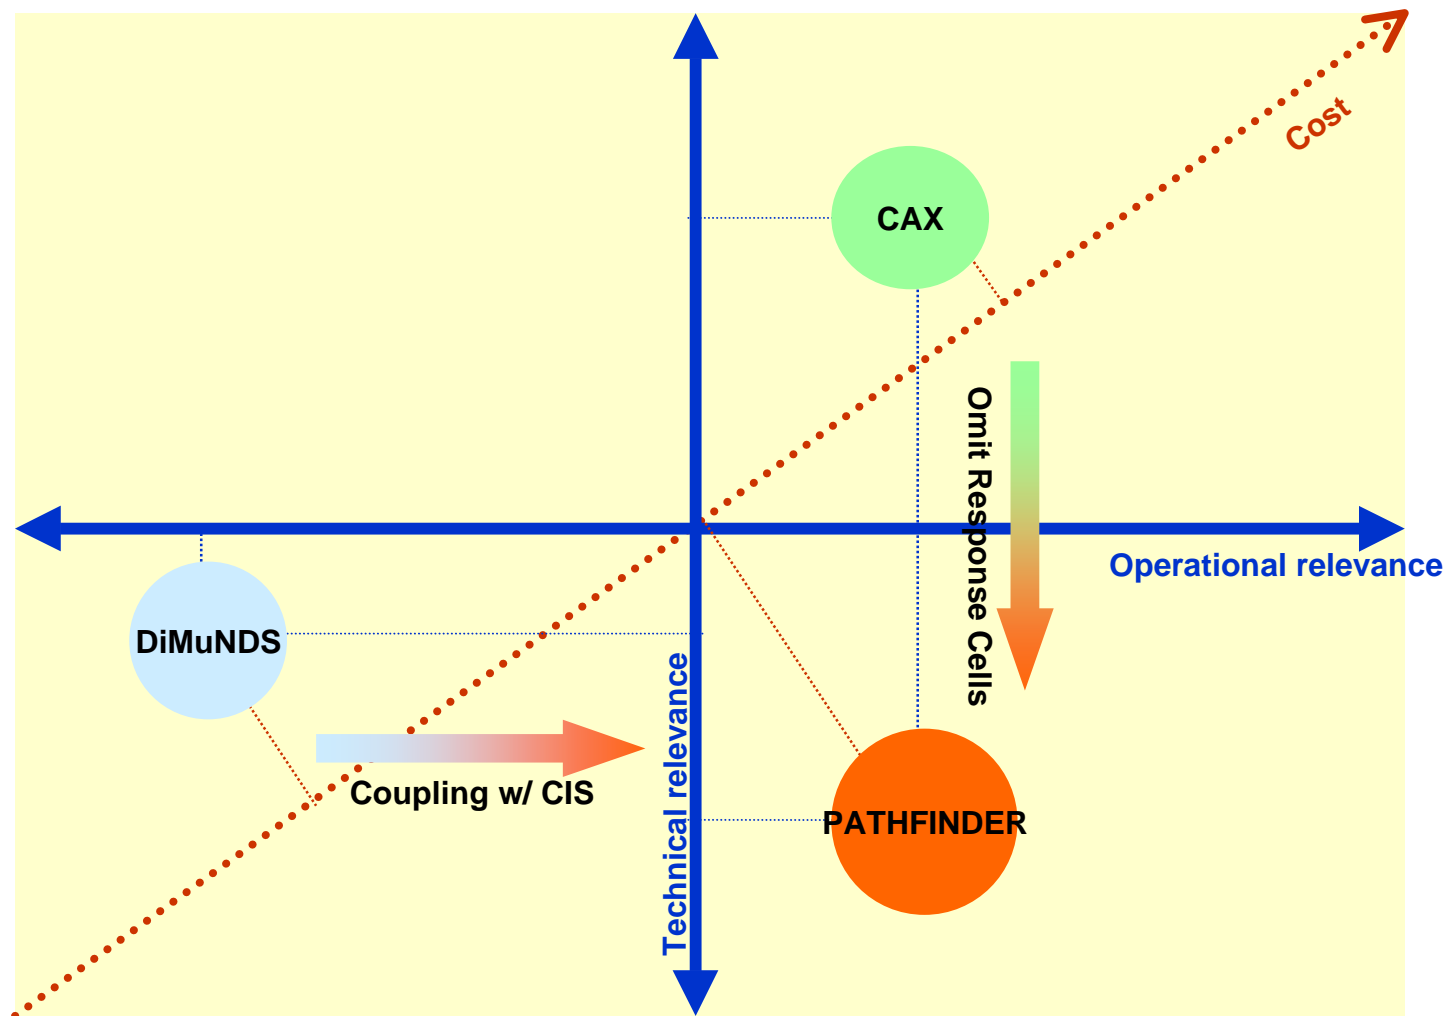 Cost
CAX
Omit Response Cells
Operational relevance
DiMuNDS
Technical relevance
Coupling w/ CIS
PATHFINDER